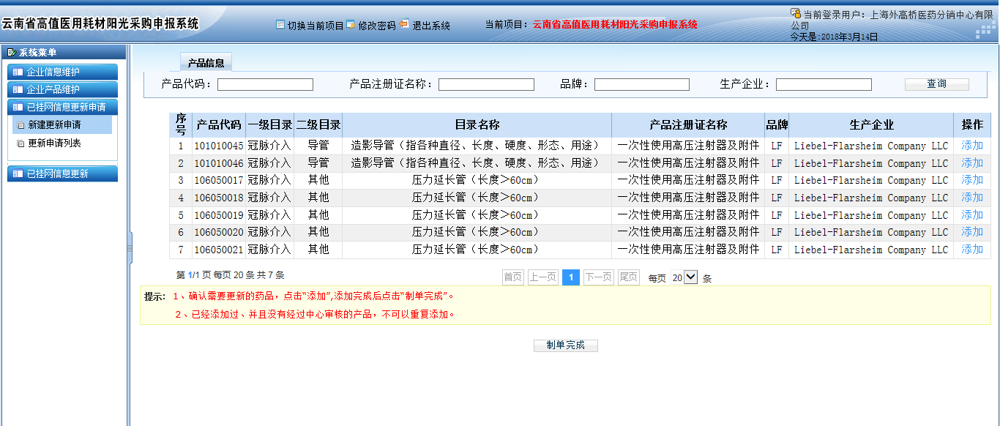 云南省高值医用耗材阳光采购申报系统
切换当前项目 修改密码 退出系统
当前项目：云南省高值医用耗材阳光采购申报系统
当前登录用户：上海外高桥医药分销中心有限
公司
今天是:2018年3月14日
系统菜单
企业信息维护
企业产品维护
已挂网信息更新申请
新建更新申请
更新申请列表
已挂网信息更新
产品信息
产品代码： 产品注册证名称： 品牌： 生产企业： 查询
序号 产品代码 一级目录 二级目录 目录名称 产品注册证名称 品牌 生产企业 操作
1 101010045 冠脉介入 导管 造影导管（指各种直径、长度、硬度、形态、用途） 一次性使用高压注射器及附件 LF Liebel-Flarsheim Company LLC 添加
2 101010046 冠脉介入 导管 造影导管（指各种直径、长度、硬度、形态、用途） 一次性使用高压注射器及附件 LF Liebel-Flarsheim Company LLC 添加
3 106050017 冠脉介入 其他 压力延长管（长度＞60cm） 一次性使用高压注射器及附件 LF Liebel-Flarsheim Company LLC 添加
4 106050018 冠脉介入 其他 压力延长管（长度＞60cm） 一次性使用高压注射器及附件 LF Liebel-Flarsheim Company LLC 添加
5 106050019 冠脉介入 其他 压力延长管（长度＞60cm） 一次性使用高压注射器及附件 LF Liebel-Flarsheim Company LLC 添加
6 106050020 冠脉介入 其他 压力延长管（长度＞60cm） 一次性使用高压注射器及附件 LF Liebel-Flarsheim Company LLC 添加
7 106050021 冠脉介入 其他 压力延长管（长度＞60cm） 一次性使用高压注射器及附件 LF Liebel-Flarsheim Company LLC 添加
第 1/1 页 每页 20 条 共 7 条
首页 上一页 1 下一页 尾页 每页 20 条
提示： 1、确认需要更新的药品，点击“添加”,添加完成后点击“制单完成”。
2、已经添加过、并且没有经过中心审核的产品，不可以重复添加。
制单完成